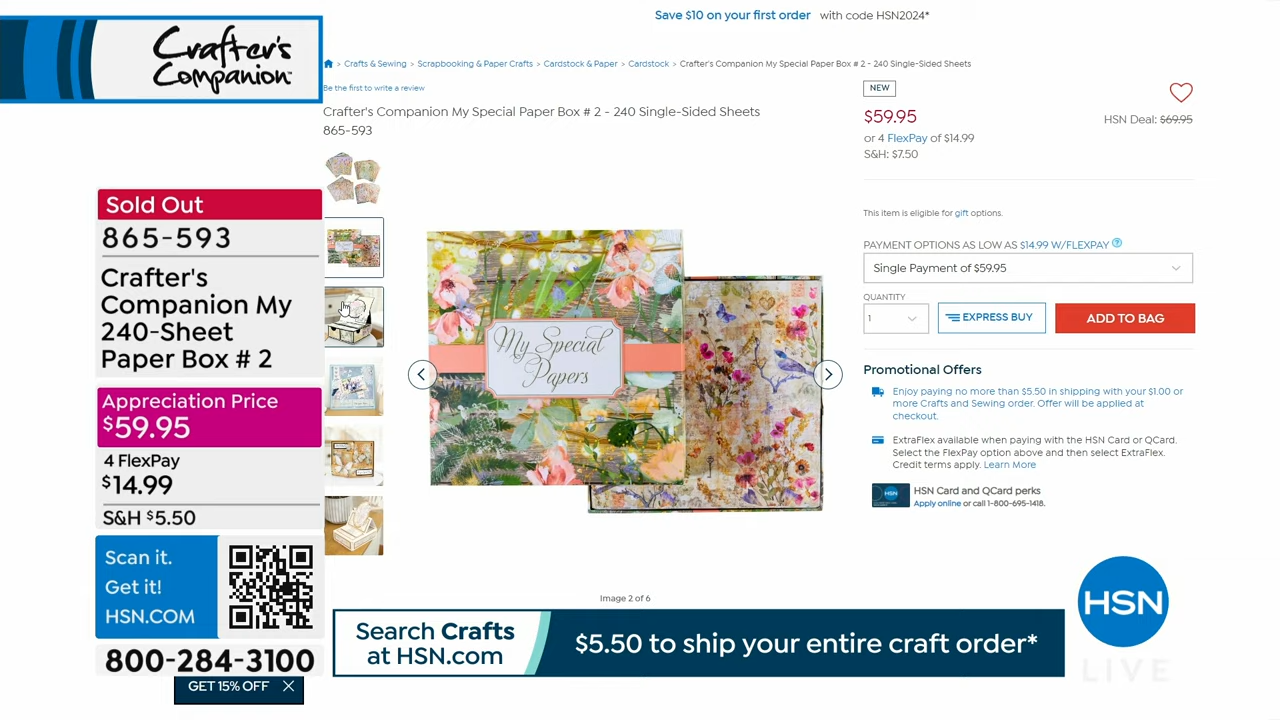 Crafter's
Companion™
Save $10 on your first order with code HSN2024*
> Crafts & Sewing > Scrapbooking & Paper Crafts > Cardstock & Paper > Cardstock > Crafter's Companion My Special Paper Box # 2 - 240 Single-Sided Sheets
Be the first to write a review
Crafter's Companion My Special Paper Box # 2 - 240 Single-Sided Sheets
865-593
NEW
$59.95
HSN Deal: $69.95
or 4 FlexPay of $14.99
S&H: $7.50
This item is eligible for gift options.
PAYMENT OPTIONS AS LOW AS $14.99 W/FLEXPAY ?
Single Payment of $59.95
QUANTITY
1
EXPRESS BUY
ADD TO BAG
Promotional Offers
Enjoy paying no more than $5.50 in shipping with your $1.00 or
more Crafts and Sewing order. Offer will be applied at
checkout.
ExtraFlex available when paying with the HSN Card or QCard.
Select the FlexPay option above and then select ExtraFlex.
Credit terms apply. Learn More
HSN
HSN Card and QCard perks
Apply online or call 1-800-695-1418.
My Special
Papers
Image 2 of 6
Sold Out
865-593
Crafter's
Companion My
240-Sheet
Paper Box # 2
Appreciation Price
$59.95
4 FlexPay
$14.99
S&H $5.50
Scan it.
Get it!
HSN.COM
800-284-3100
GET 15% OFF
Search Crafts
at HSN.com
$5.50 to ship your entire craft order*
HSN
LIVE